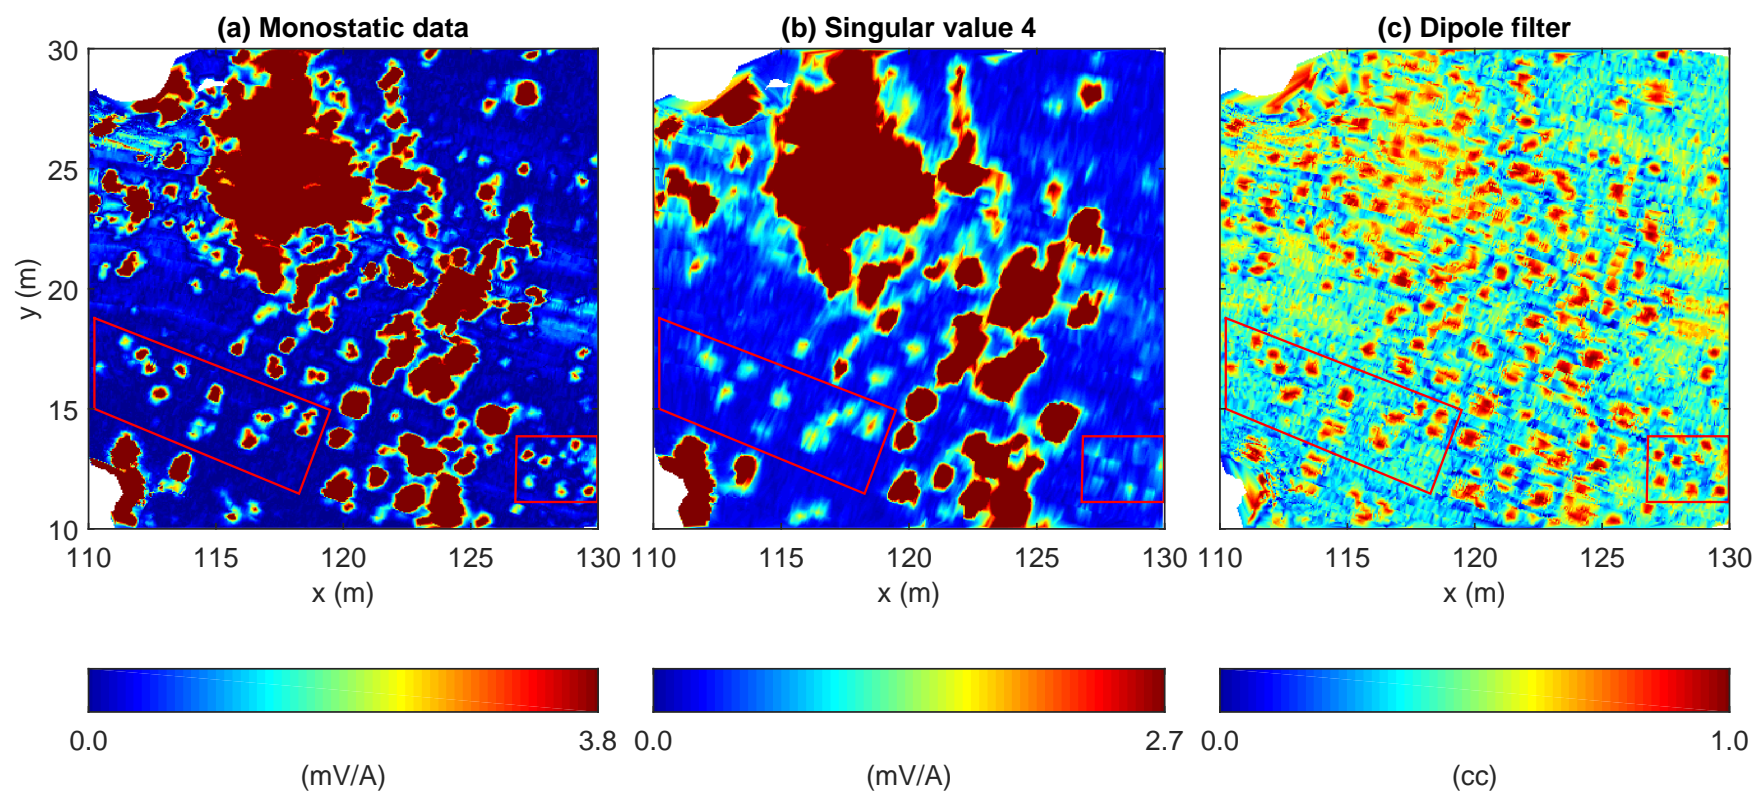 (a) Monostatic data
(b) Singular value 4
(c) Dipole filter
30
25
20
15
10
y (m)
110 115 120 125 130
110 115 120 125 130
110 115 120 125 130
x (m)
x (m)
x (m)
0.0 3.8
0.0 2.7
0.0 1.0
(mV/A)
(mV/A)
(cc)